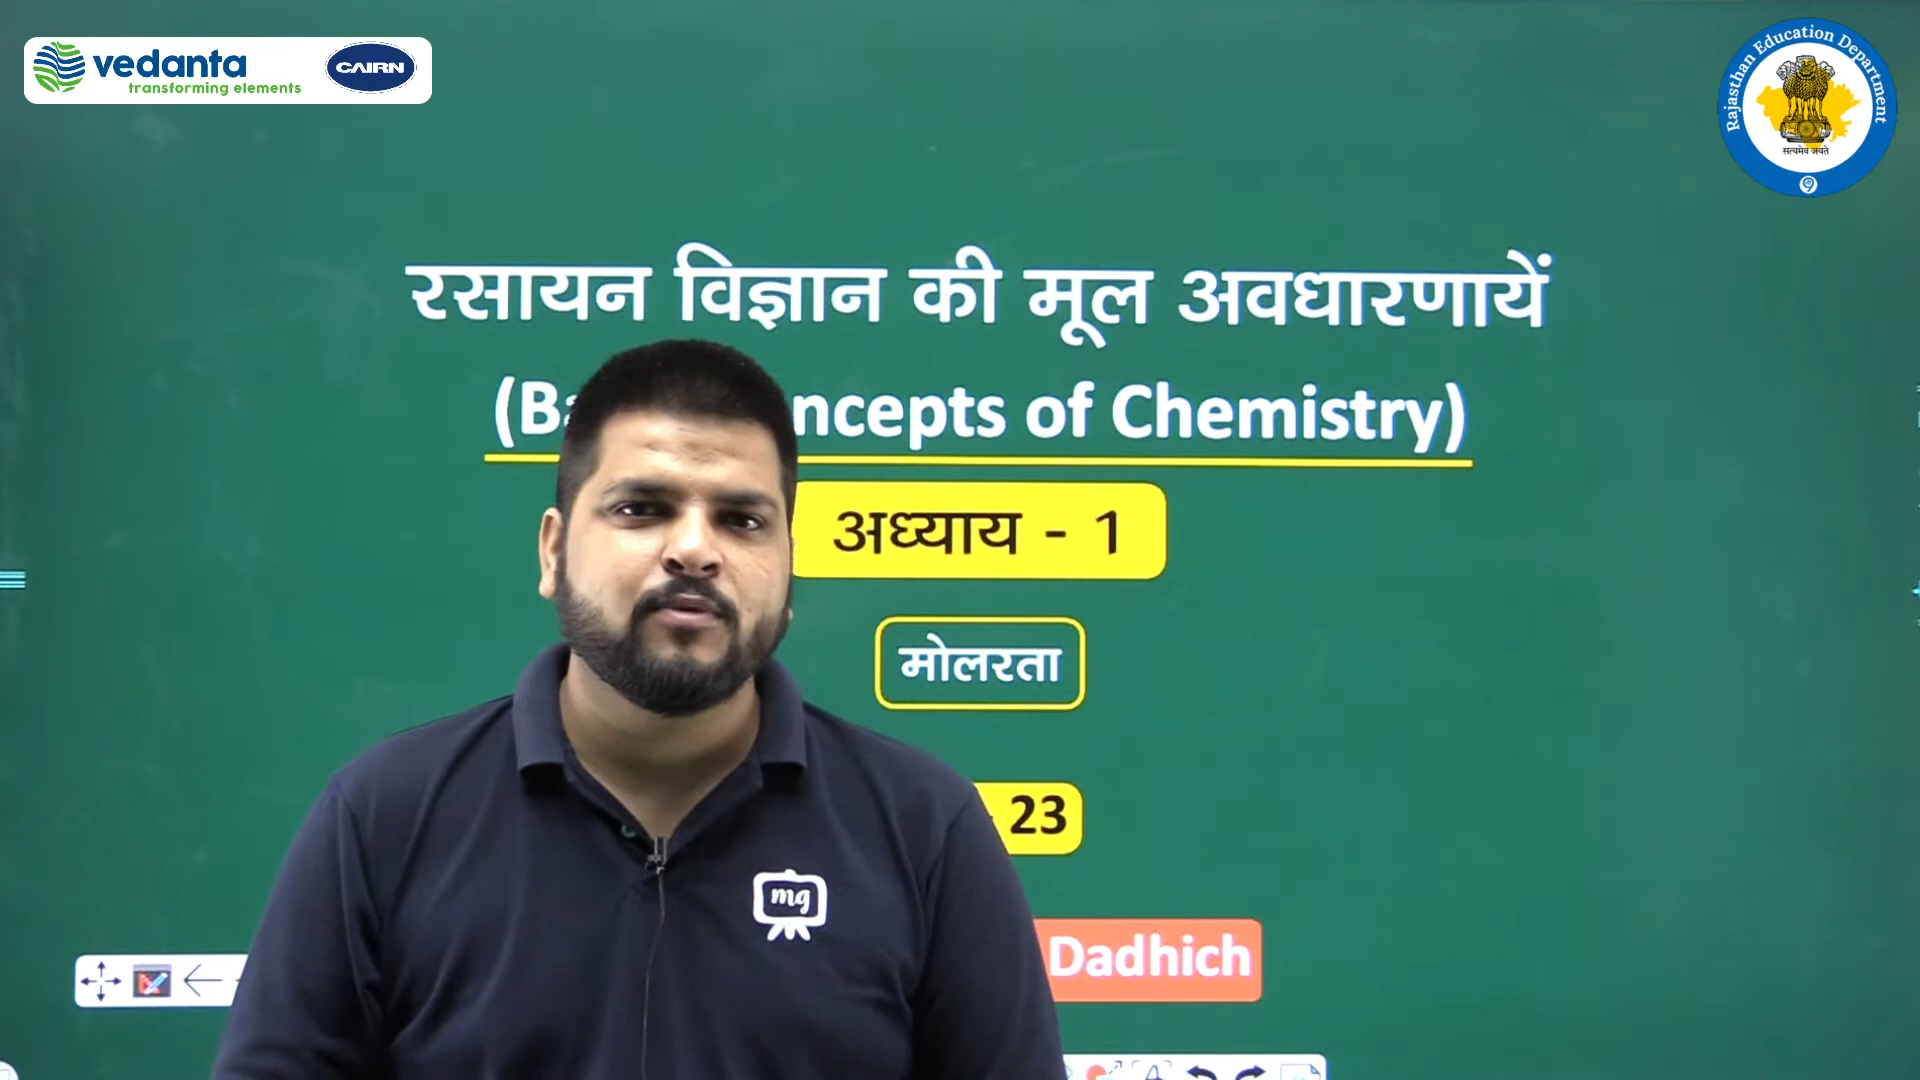 vedanta
transforming elements
CAIRN
Rajasthan Education Department
सत्यमेव जयते
रसायन विज्ञान की मूल अवधारणायें
of Chemistry)
अध्याय - 1
मोलरता
23
mg
Dadhich